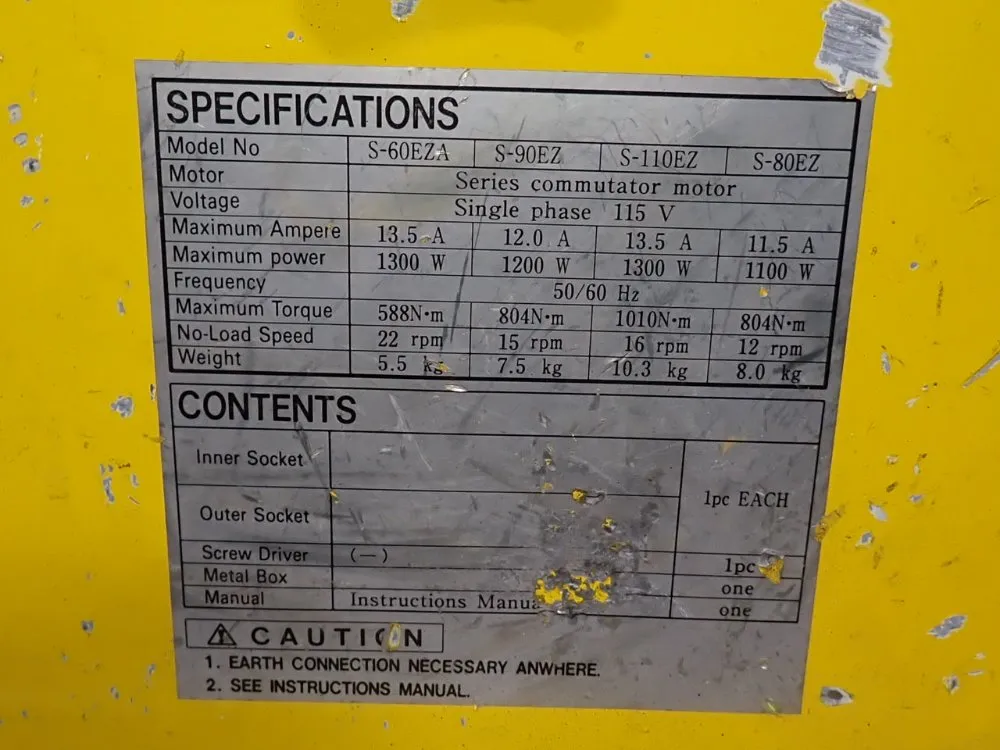 SPECIFICATIONS
Model No S-60EZA S-90EZ S-110EZ S-80EZ
Motor Series commutator motor
Voltage Single phase 115 V
Maximum Ampere 13.5 A 12.0 A 13.5 A 11.5 A
Maximum power 1300 W 1200 W 1300 W 1100 W
Frequency 50/60 Hz
Maximum Torque 588N·m 804N·m 1010N·m 804N·m
No-Load Speed 22 rpm 15 rpm 16 rpm 12 rpm
Weight 5.5 kg 7.5 kg 10.3 kg 8.0 kg
CONTENTS
Inner Socket
1pc EACH
Outer Socket
Screw Driver (—) 1pc
Metal Box one
Manual Instructions Manual one
⚠ CAUTION
1. EARTH CONNECTION NECESSARY ANWHERE.
2. SEE INSTRUCTIONS MANUAL.